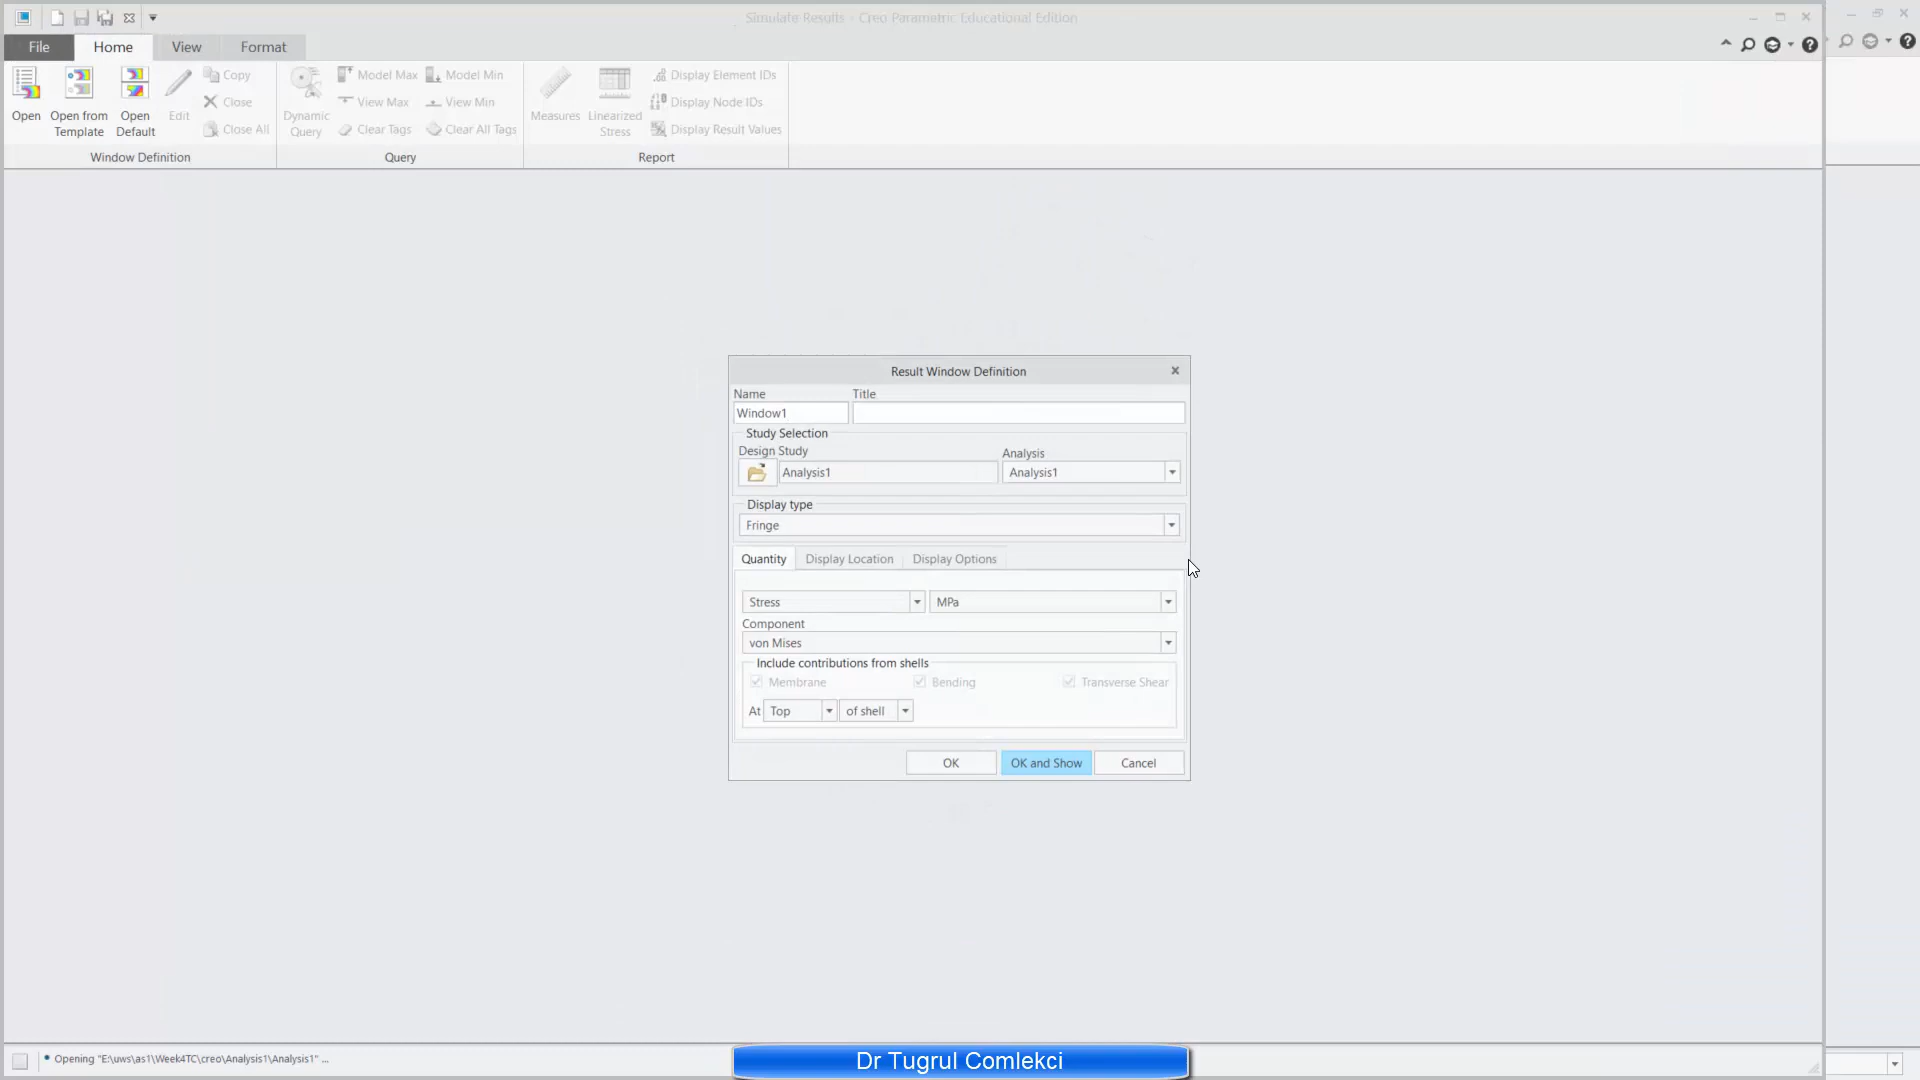 Simulate Results - Creo Parametric Educational Edition
File Home View Format
Open
Open from Template
Open Default
Edit
Copy
Close
Close All
Window Definition
Dynamic Query
Model Max
Model Min
View Max
View Min
Clear Tags
Clear All Tags
Query
Measures
Linearized Stress
Display Element IDs
Display Node IDs
Display Result Values
Report
Result Window Definition
Name Title
Window1
Study Selection
Design Study
Analysis
Analysis1 Analysis1
Display type
Fringe
Quantity Display Location Display Options
Stress MPa
Component
von Mises
Include contributions from shells
Membrane Bending Transverse Shear
At Top of shell
OK OK and Show Cancel
Opening "E:\uws\as1\Week4TC\creo\Analysis1\Analysis1" ...
Dr Tugrul Comlekci